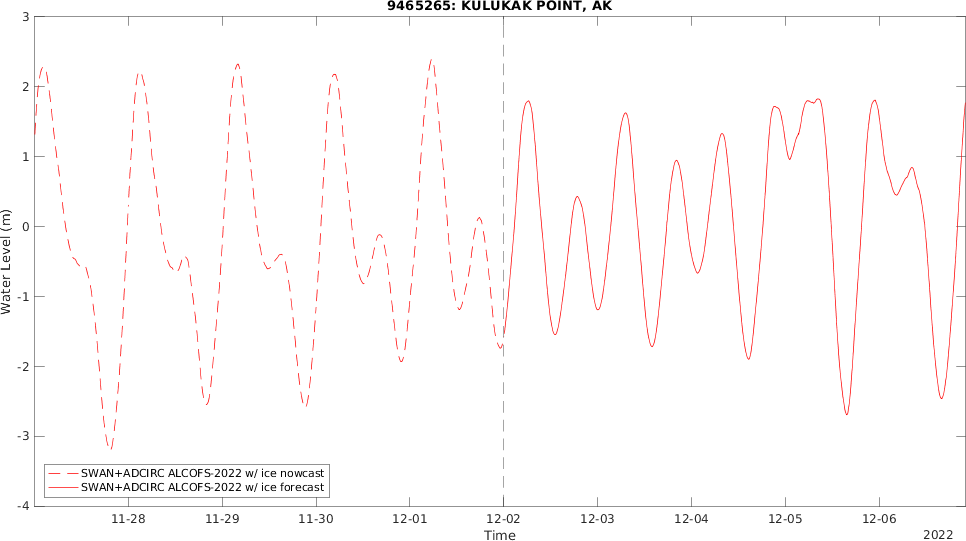 9465265: KULUKAK POINT, AK
3
2
1
0
-1
-2
-3
-4
Water Level (m)
SWAN+ADCIRC ALCOFS-2022 w/ ice nowcast
SWAN+ADCIRC ALCOFS-2022 w/ ice forecast
11-28 11-29 11-30 12-01 12-02 12-03 12-04 12-05 12-06
Time
2022